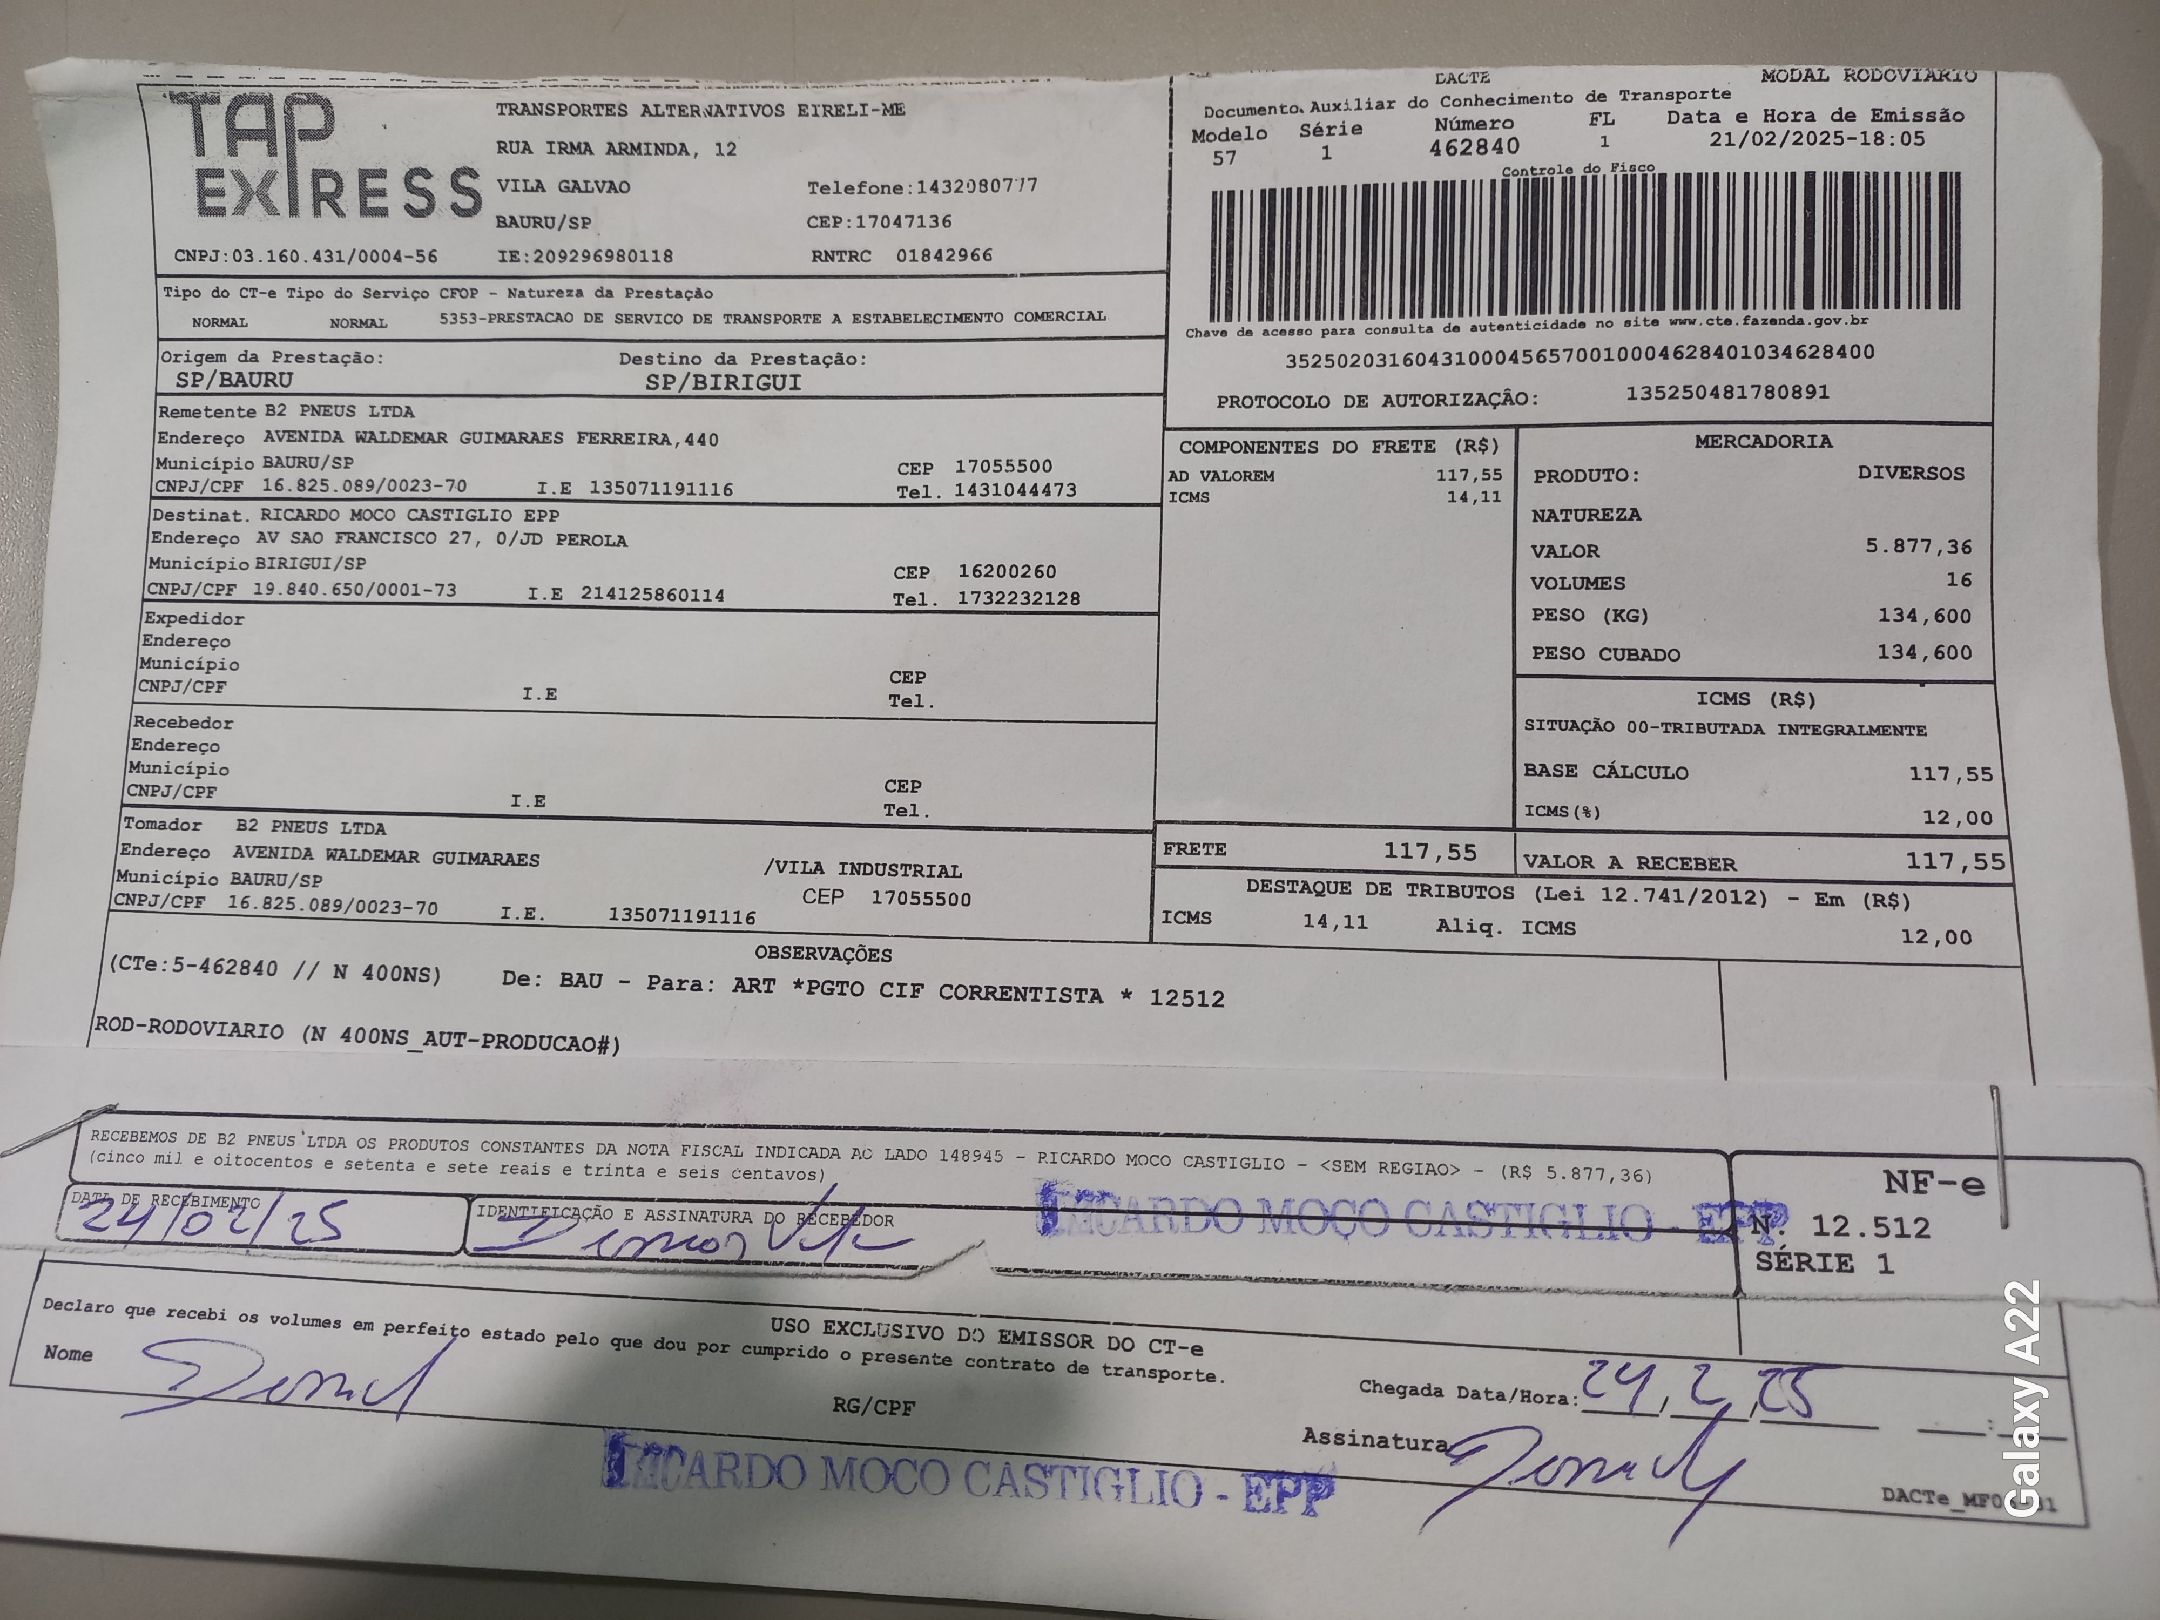 TAP EXPRESS
TRANSPORTES ALTERNATIVOS EIRELI-ME
RUA IRMA ARMINDA, 12
VILA GALVAO Telefone:1432080777
BAURU/SP CEP:17047136
CNPJ:03.160.431/0004-56 IE:209296980118 RNTRC 01842966
DACTE MODAL RODOVIÁRIO
Documento Auxiliar do Conhecimento de Transporte
Modelo Série Número FL Data e Hora de Emissão
57 1 462840 1 21/02/2025-18:05
Controle do Fisco
Chave de acesso para consulta de autenticidade no site www.cte.fazenda.gov.br
35250203160431000456570010004628401034628400
PROTOCOLO DE AUTORIZAÇÃO: 135250481780891
Tipo do CT-e Tipo do Serviço CFOP - Natureza da Prestação
NORMAL NORMAL 5353-PRESTACAO DE SERVICO DE TRANSPORTE A ESTABELECIMENTO COMERCIAL
Origem da Prestação: Destino da Prestação:
SP/BAURU SP/BIRIGUI
Remetente B2 PNEUS LTDA
Endereço AVENIDA WALDEMAR GUIMARAES FERREIRA,440
Município BAURU/SP CEP 17055500
CNPJ/CPF 16.825.089/0023-70 I.E 135071191116 Tel. 1431044473
Destinat. RICARDO MOCO CASTIGLIO EPP
Endereço AV SAO FRANCISCO 27, 0/JD PEROLA
Município BIRIGUI/SP CEP 16200260
CNPJ/CPF 19.840.650/0001-73 I.E 214125860114 Tel. 1732232128
Expedidor
Endereço
Município CEP
CNPJ/CPF I.E Tel.
Recebedor
Endereço
Município CEP
CNPJ/CPF I.E Tel.
Tomador B2 PNEUS LTDA
Endereço AVENIDA WALDEMAR GUIMARAES /VILA INDUSTRIAL
Município BAURU/SP CEP 17055500
CNPJ/CPF 16.825.089/0023-70 I.E. 135071191116
COMPONENTES DO FRETE (R$)
AD VALOREM 117,55
ICMS 14,11
MERCADORIA
PRODUTO: DIVERSOS
NATUREZA
VALOR 5.877,36
VOLUMES 16
PESO (KG) 134,600
PESO CUBADO 134,600
ICMS (R$)
SITUAÇÃO 00-TRIBUTADA INTEGRALMENTE
BASE CÁLCULO 117,55
ICMS(%) 12,00
FRETE 117,55 VALOR A RECEBER 117,55
DESTAQUE DE TRIBUTOS (Lei 12.741/2012) - Em (R$)
ICMS 14,11 Aliq. ICMS 12,00
OBSERVAÇÕES
(CTe:5-462840 // N 400NS) De: BAU - Para: ART *PGTO CIF CORRENTISTA * 12512
ROD-RODOVIARIO (N 400NS_AUT-PRODUCAO#)
RECEBEMOS DE B2 PNEUS LTDA OS PRODUTOS CONSTANTES DA NOTA FISCAL INDICADA AO LADO 148945 - RICARDO MOCO CASTIGLIO - <SEM REGIAO> - (R$ 5.877,36)
(cinco mil e oitocentos e setenta e sete reais e trinta e seis centavos)
DATA DE RECEBIMENTO IDENTIFICAÇÃO E ASSINATURA DO RECEBEDOR
24/02/25
RICARDO MOÇO CASTIGLIO - EPP
NF-e
N. 12.512
SÉRIE 1
USO EXCLUSIVO DO EMISSOR DO CT-e
Declaro que recebi os volumes em perfeito estado pelo que dou por cumprido o presente contrato de transporte.
Nome RG/CPF Chegada Data/Hora: 24, 2, 25
Assinatura
RICARDO MOÇO CASTIGLIO - EPP
Galaxy A22